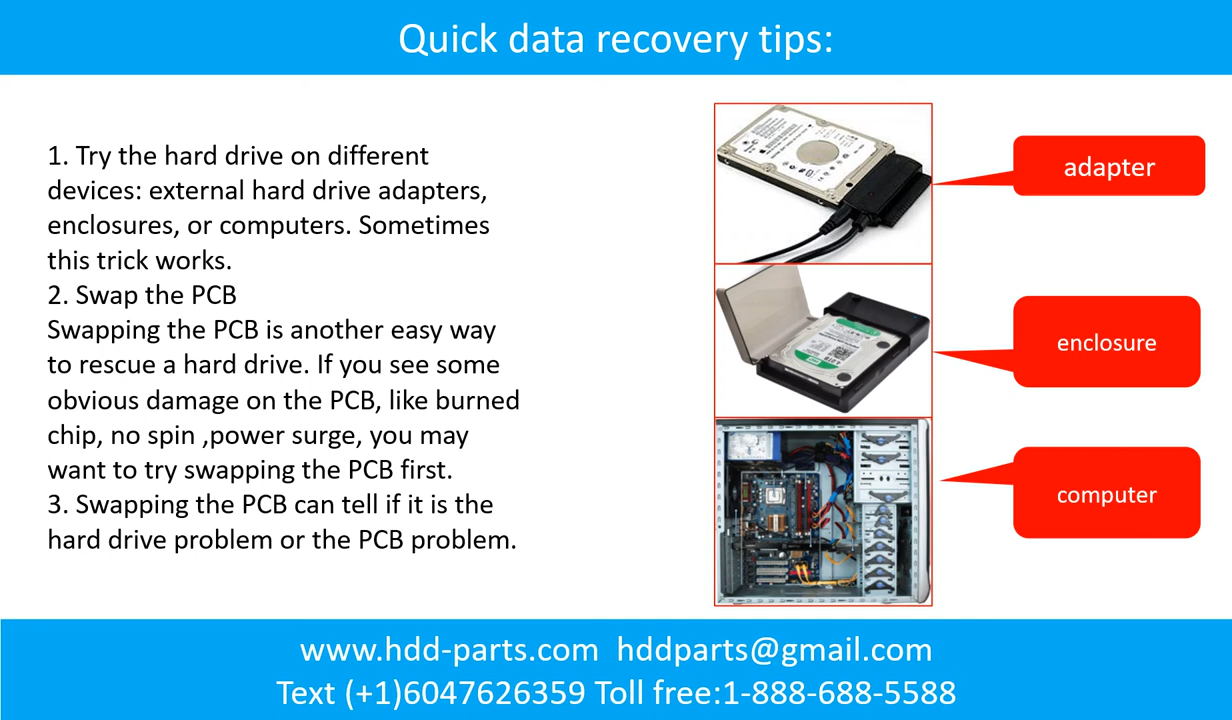 Quick data recovery tips:
1. Try the hard drive on different
devices: external hard drive adapters,
enclosures, or computers. Sometimes
this trick works.
2. Swap the PCB
Swapping the PCB is another easy way
to rescue a hard drive. If you see some
obvious damage on the PCB, like burned
chip, no spin ,power surge, you may
want to try swapping the PCB first.
3. Swapping the PCB can tell if it is the
hard drive problem or the PCB problem.
adapter
enclosure
computer
www.hdd-parts.com hddparts@gmail.com
Text (+1)6047626359 Toll free:1-888-688-5588